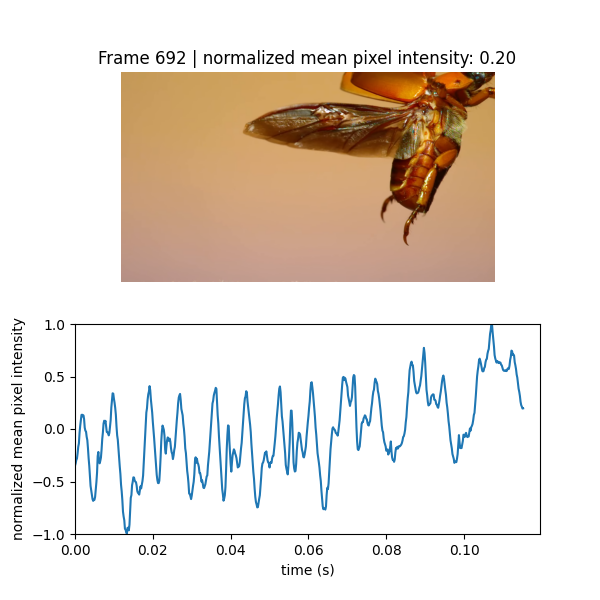 Frame 692 | normalized mean pixel intensity: 0.20
normalized mean pixel intensity
1.0
0.5
0.0
−0.5
−1.0
0.00 0.02 0.04 0.06 0.08 0.10
time (s)